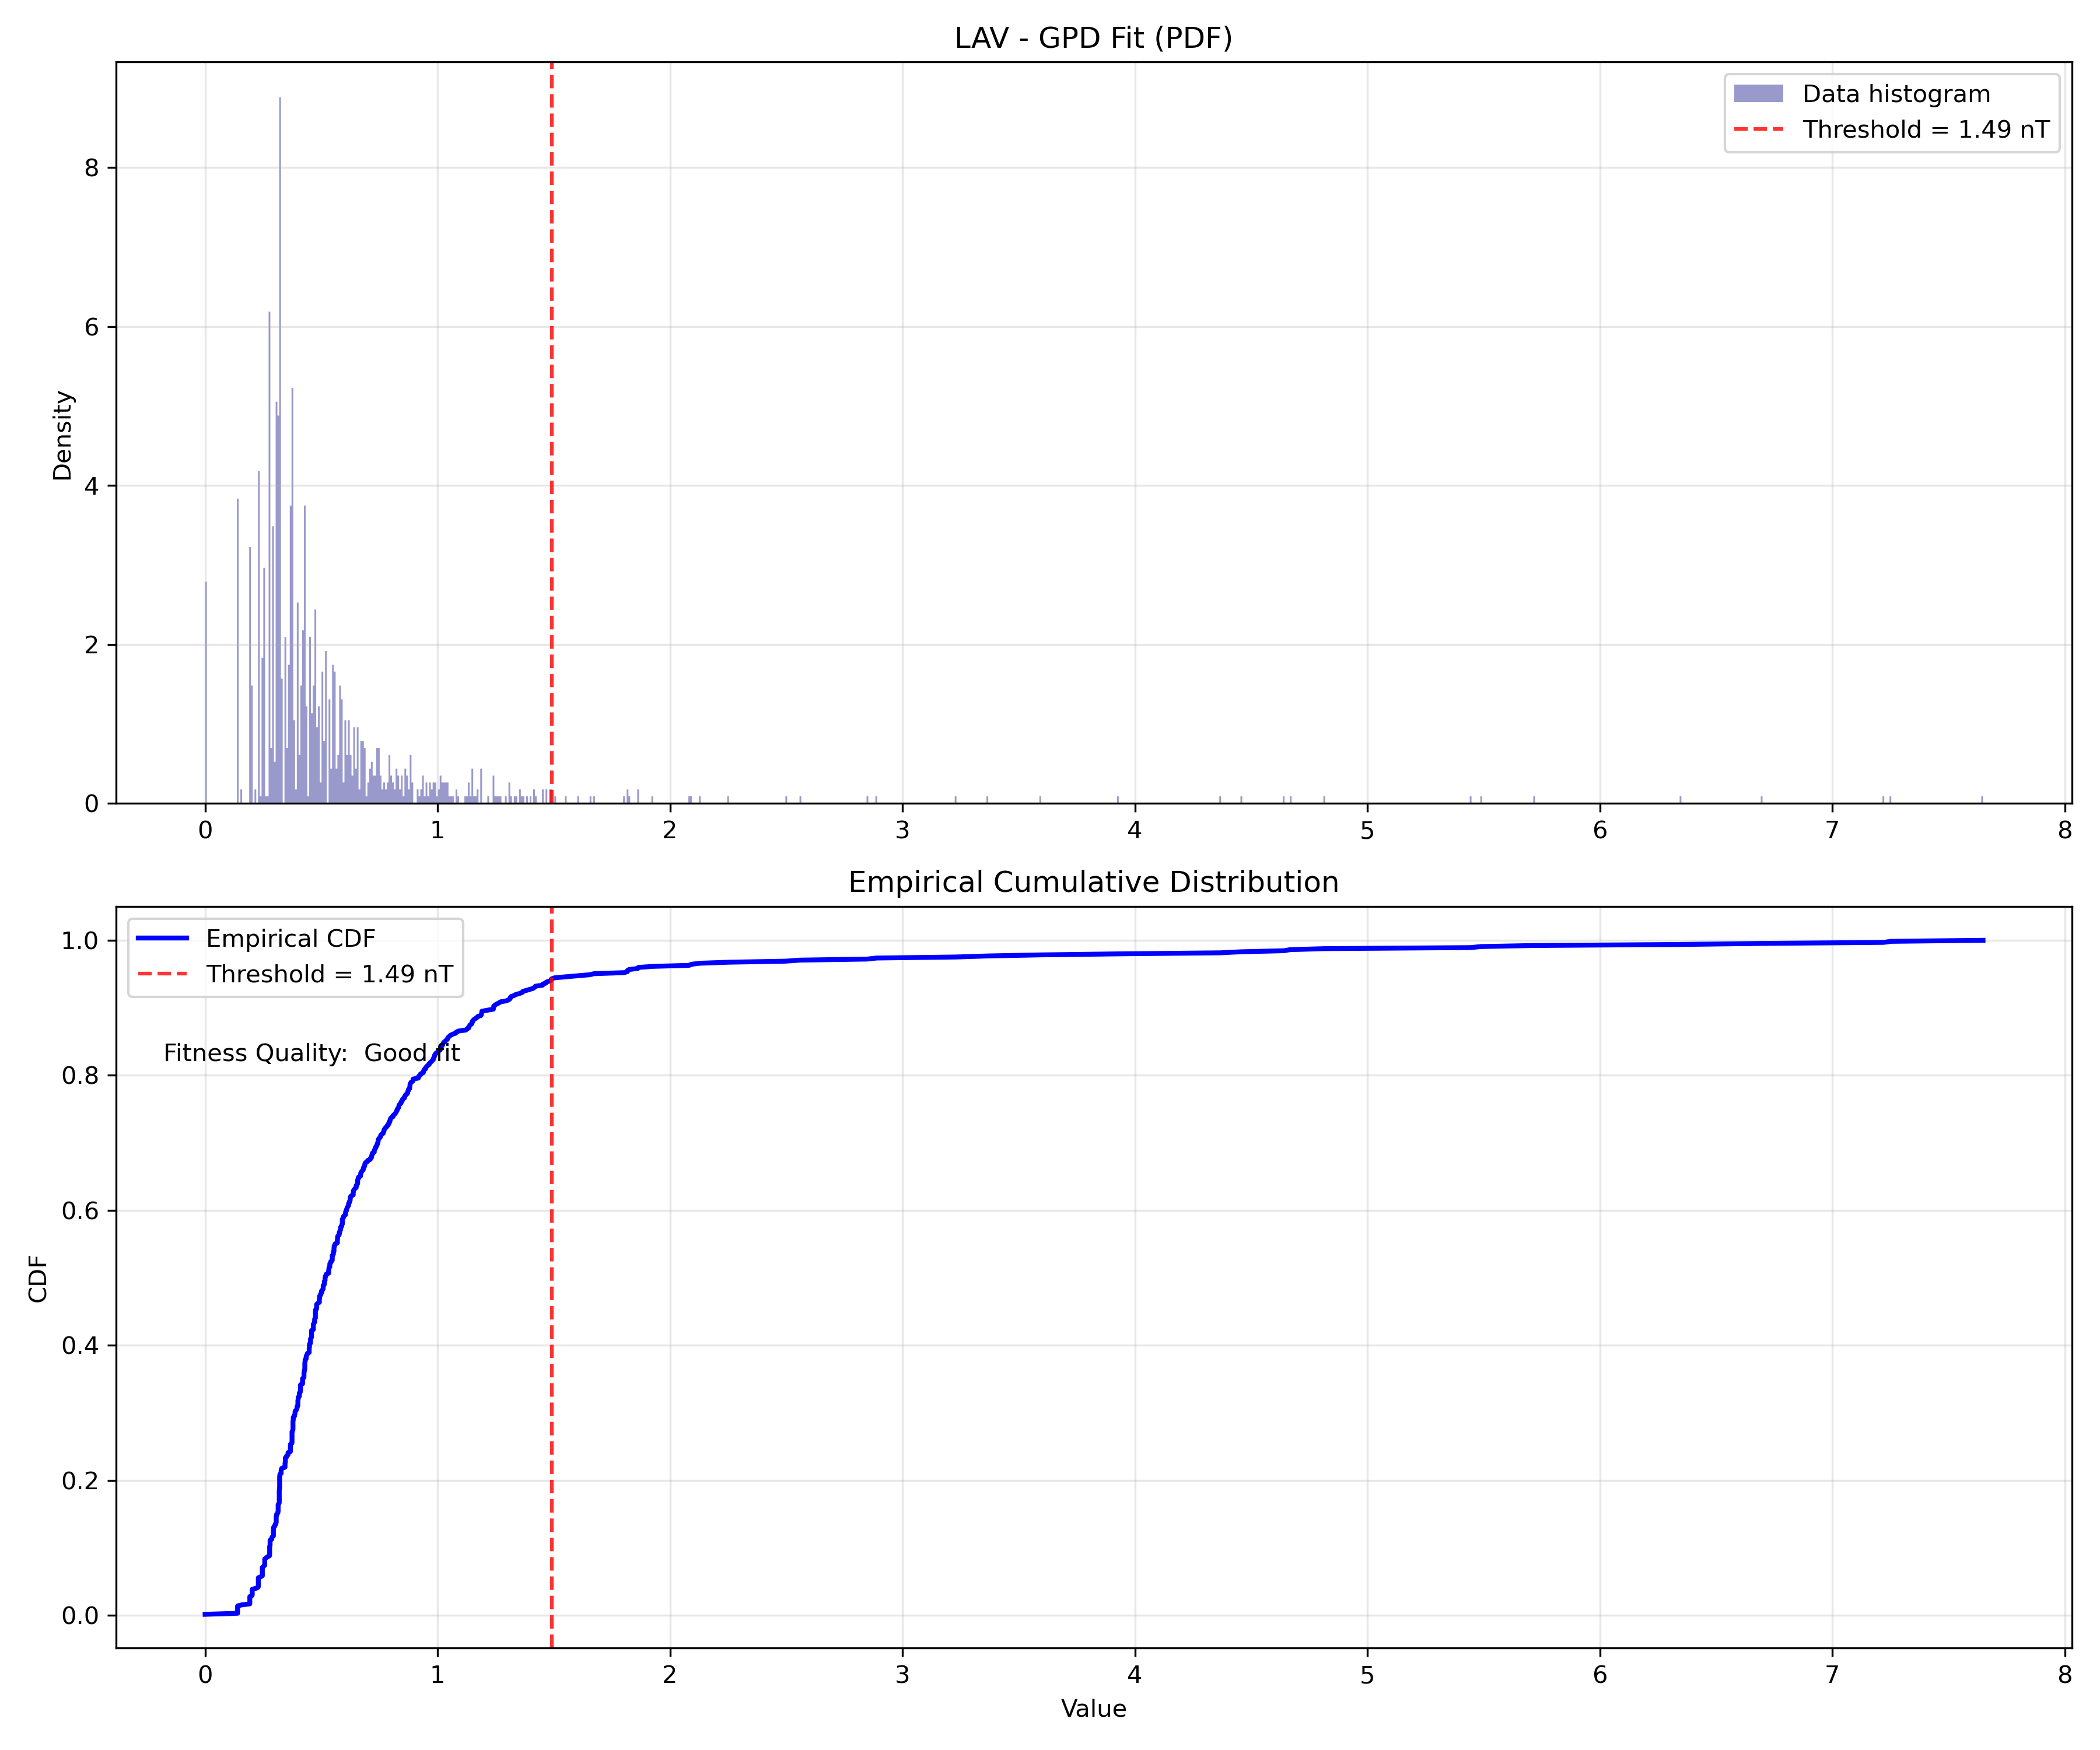 LAV - GPD Fit (PDF)
Data histogram
Threshold = 1.49 nT
Density
8
6
4
2
0
0 1 2 3 4 5 6 7 8
Empirical Cumulative Distribution
Empirical CDF
Threshold = 1.49 nT
Fitness Quality:  Good fit
CDF
1.0
0.8
0.6
0.4
0.2
0.0
0 1 2 3 4 5 6 7 8
Value